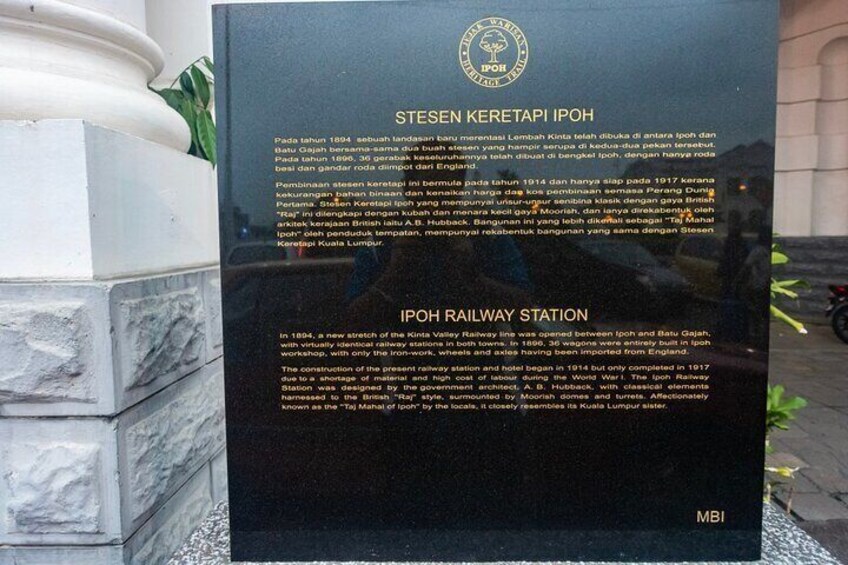 JEJAK WARISAN
IPOH
HERITAGE TRAIL
STESEN KERETAPI IPOH
Pada tahun 1894 sebuah landasan baru merentasi Lembah Kinta telah dibuka di antara Ipoh dan
Batu Gajah bersama-sama dua buah stesen yang hampir serupa di kedua-dua pekan tersebut.
Pada tahun 1896, 36 gerabak keseluruhannya telah dibuat di bengkel Ipoh, dengan hanya roda
besi dan gandar roda diimpot dari England.
Pembinaan stesen keretapi ini bermula pada tahun 1914 dan hanya siap pada 1917 kerana
kekurangan bahan binaan dan kenaikan harga dan kos pembinaan semasa Perang Dunia
Pertama. Stesen Keretapi Ipoh yang mempunyai unsur-unsur senibina klasik dengan gaya British
"Raj" ini dilengkapi dengan kubah dan menara kecil gaya Moorish, dan ianya direkabentuk oleh
arkitek kerajaan British iaitu A.B. Hubback. Bangunan ini yang lebih dikenali sebagai "Taj Mahal
Ipoh" oleh penduduk tempatan, mempunyai rekabentuk bangunan yang sama dengan Stesen
Keretapi Kuala Lumpur.
IPOH RAILWAY STATION
In 1894, a new stretch of the Kinta Valley Railway line was opened between Ipoh and Batu Gajah,
with virtually identical railway stations in both towns. In 1896, 36 wagons were entirely built in Ipoh
workshop, with only the iron-work, wheels and axles having been imported from England.
The construction of the present railway station and hotel began in 1914 but only completed in 1917
due to a shortage of material and high cost of labour during the World War I. The Ipoh Railway
Station was designed by the government architect, A. B. Hubback, with classical elements
harnessed to the British "Raj" style, surmounted by Moorish domes and turrets. Affectionately
known as the "Taj Mahal of Ipoh" by the locals, it closely resembles its Kuala Lumpur sister.
MBI